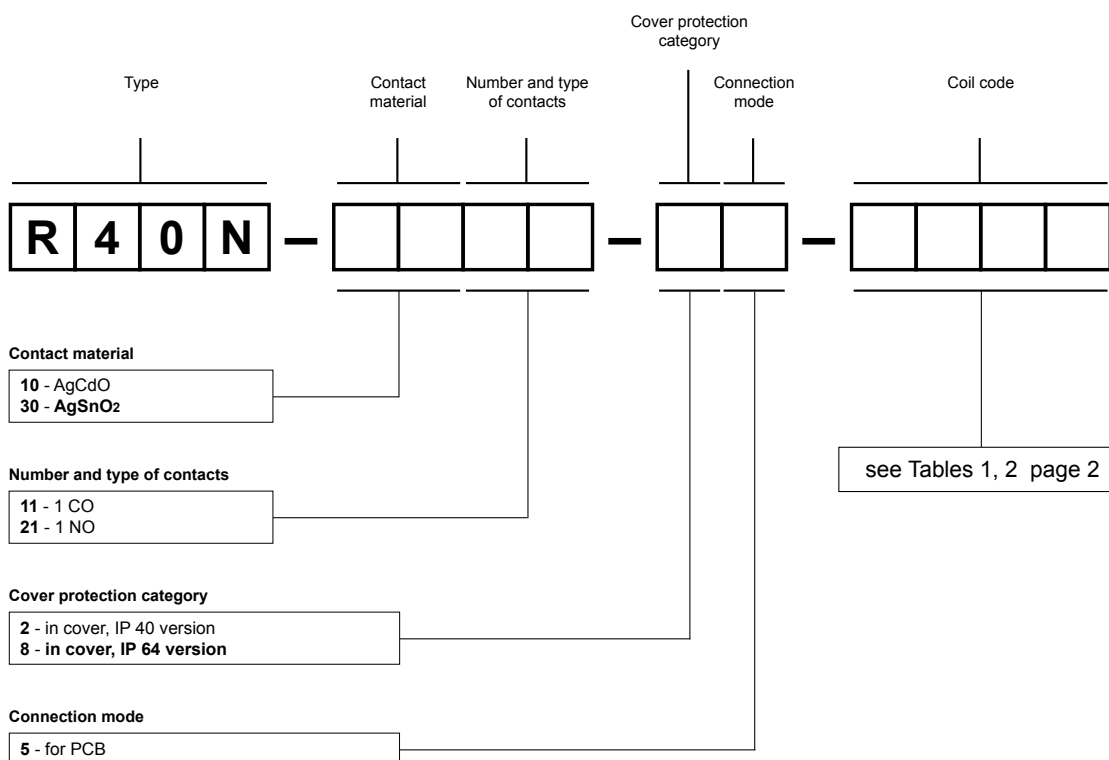 Cover protection
category
Type
Contact
material
Number and type
of contacts
Connection
mode
Coil code
R 4 0 N – – –
Contact material
10 - AgCdO
30 - AgSnO2
see Tables 1, 2 page 2
Number and type of contacts
11 - 1 CO
21 - 1 NO
Cover protection category
2 - in cover, IP 40 version
8 - in cover, IP 64 version
Connection mode
5 - for PCB